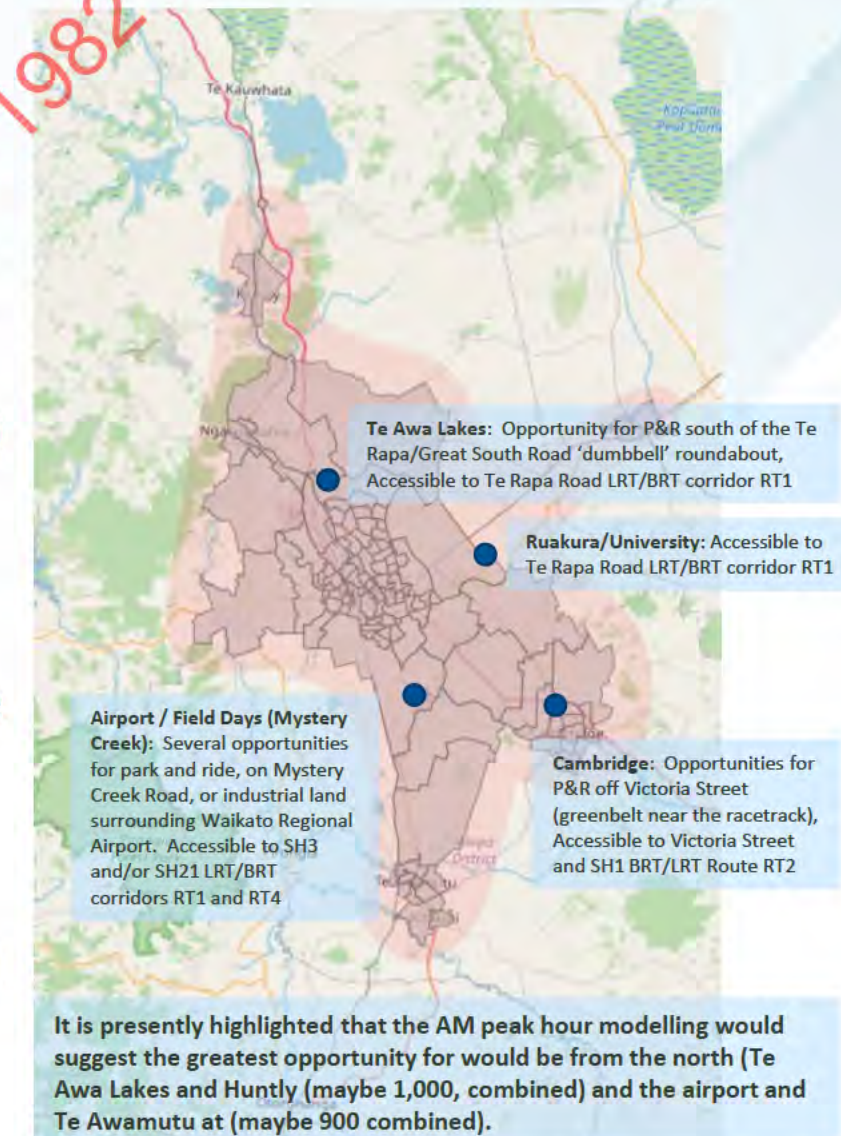 1982
Te Kauwhata
Te Awa Lakes: Opportunity for P&R south of the Te
Rapa/Great South Road ‘dumbbell’ roundabout,
Accessible to Te Rapa Road LRT/BRT corridor RT1
Ruakura/University: Accessible to
Te Rapa Road LRT/BRT corridor RT1
Airport / Field Days (Mystery
Creek): Several opportunities
for park and ride, on Mystery
Creek Road, or industrial land
surrounding Waikato Regional
Airport. Accessible to SH3
and/or SH21 LRT/BRT
corridors RT1 and RT4
Cambridge: Opportunities for
P&R off Victoria Street
(greenbelt near the racetrack),
Accessible to Victoria Street
and SH1 BRT/LRT Route RT2
District
It is presently highlighted that the AM peak hour modelling would
suggest the greatest opportunity for would be from the north (Te
Awa Lakes and Huntly (maybe 1,000, combined) and the airport and
Te Awamutu at (maybe 900 combined).